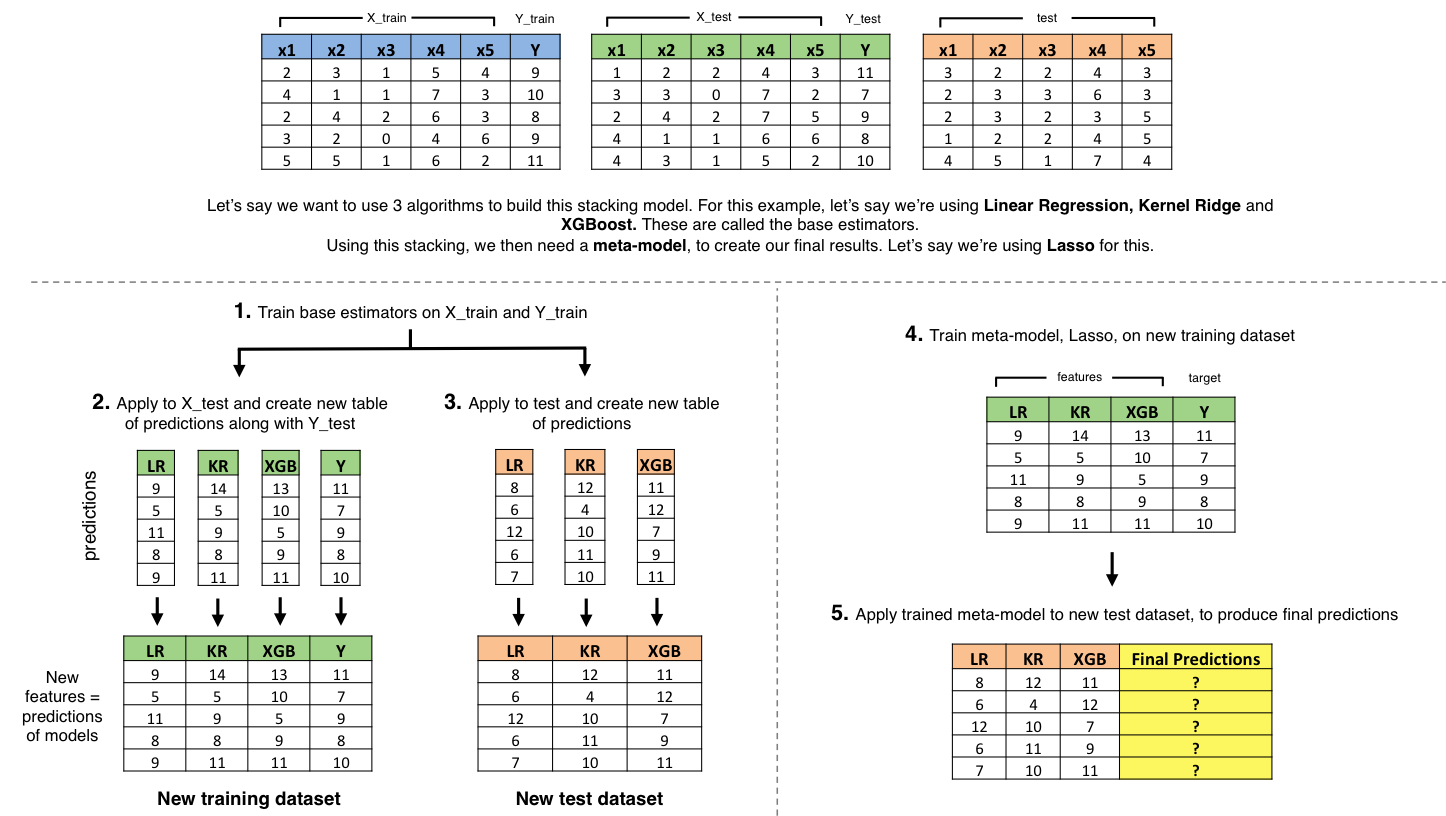 X_train Y_train X_test Y_test test
x1 x2 x3 x4 x5 Y x1 x2 x3 x4 x5 Y x1 x2 x3 x4 x5
2 3 1 5 4 9 1 2 2 4 3 11 3 2 2 4 3
4 1 1 7 3 10 3 3 0 7 2 7 2 3 3 6 3
2 4 2 6 3 8 2 4 2 7 5 9 2 3 2 3 5
3 2 0 4 6 9 4 1 1 6 6 8 1 2 2 4 5
5 5 1 6 2 11 4 3 1 5 2 10 4 5 1 7 4
Let's say we want to use 3 algorithms to build this stacking model. For this example, let's say we're using Linear Regression, Kernel Ridge and
XGBoost. These are called the base estimators.
Using this stacking, we then need a meta-model, to create our final results. Let's say we're using Lasso for this.
1. Train base estimators on X_train and Y_train
2. Apply to X_test and create new table
of predictions along with Y_test
predictions
LR KR XGB Y
9 14 13 11
5 5 10 7
11 9 5 9
8 8 9 8
9 11 11 10
New
features =
predictions
of models
LR KR XGB Y
9 14 13 11
5 5 10 7
11 9 5 9
8 8 9 8
9 11 11 10
New training dataset
3. Apply to test and create new table
of predictions
LR KR XGB
8 12 11
6 4 12
12 10 7
6 11 9
7 10 11
LR KR XGB
8 12 11
6 4 12
12 10 7
6 11 9
7 10 11
New test dataset
4. Train meta-model, Lasso, on new training dataset
features target
LR KR XGB Y
9 14 13 11
5 5 10 7
11 9 5 9
8 8 9 8
9 11 11 10
5. Apply trained meta-model to new test dataset, to produce final predictions
LR KR XGB Final Predictions
8 12 11 ?
6 4 12 ?
12 10 7 ?
6 11 9 ?
7 10 11 ?